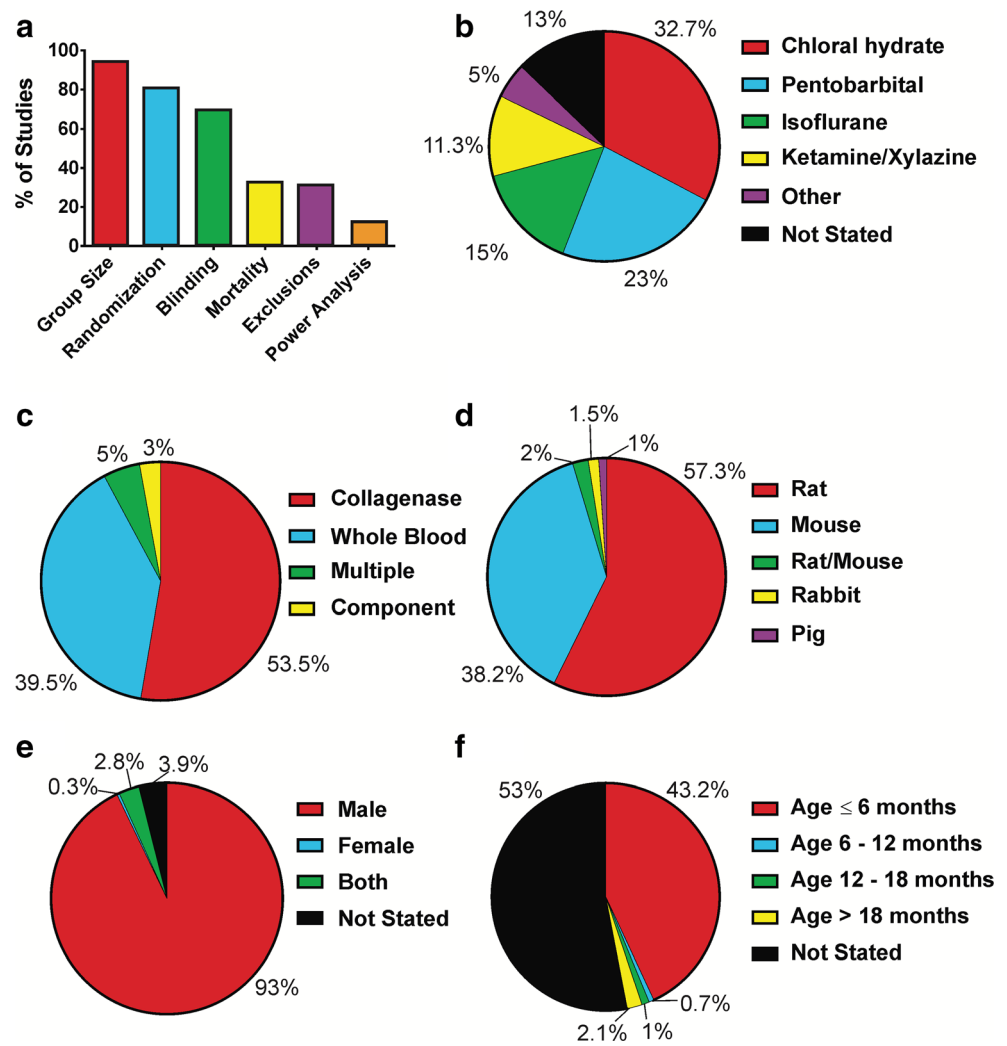 a
% of Studies
100
80
60
40
20
0
Group Size
Randomization
Blinding
Mortality
Exclusions
Power Analysis
b
13%
32.7%
5%
11.3%
15%
23%
Chloral hydrate
Pentobarbital
Isoflurane
Ketamine/Xylazine
Other
Not Stated
c
5%
3%
39.5%
53.5%
Collagenase
Whole Blood
Multiple
Component
d
1.5%
2%
1%
57.3%
38.2%
Rat
Mouse
Rat/Mouse
Rabbit
Pig
e
2.8%
3.9%
0.3%
93%
Male
Female
Both
Not Stated
f
53%
43.2%
0.7%
2.1%
1%
Age ≤ 6 months
Age 6 - 12 months
Age 12 - 18 months
Age > 18 months
Not Stated